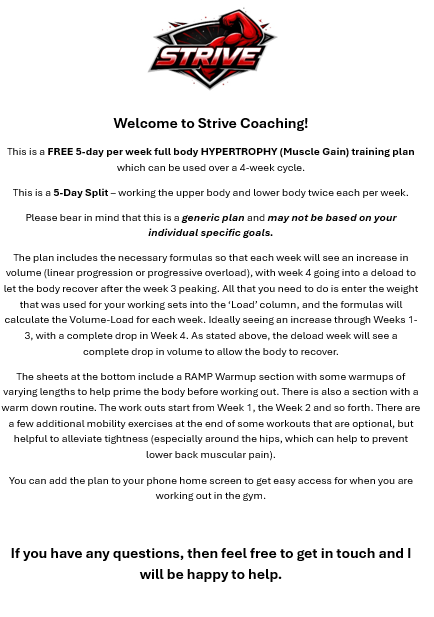 STRIVE
Welcome to Strive Coaching!
This is a FREE 5-day per week full body HYPERTROPHY (Muscle Gain) training plan
which can be used over a 4-week cycle.
This is a 5-Day Split – working the upper body and lower body twice each per week.
Please bear in mind that this is a generic plan and may not be based on your
individual specific goals.
The plan includes the necessary formulas so that each week will see an increase in
volume (linear progression or progressive overload), with week 4 going into a deload to
let the body recover after the week 3 peaking. All that you need to do is enter the weight
that was used for your working sets into the ‘Load’ column, and the formulas will
calculate the Volume-Load for each week. Ideally seeing an increase through Weeks 1-
3, with a complete drop in Week 4. As stated above, the deload week will see a
complete drop in volume to allow the body to recover.
The sheets at the bottom include a RAMP Warmup section with some warmups of
varying lengths to help prime the body before working out. There is also a section with a
warm down routine. The work outs start from Week 1, the Week 2 and so forth. There are
a few additional mobility exercises at the end of some workouts that are optional, but
helpful to alleviate tightness (especially around the hips, which can help to prevent
lower back muscular pain).
You can add the plan to your phone home screen to get easy access for when you are
working out in the gym.
If you have any questions, then feel free to get in touch and I
will be happy to help.